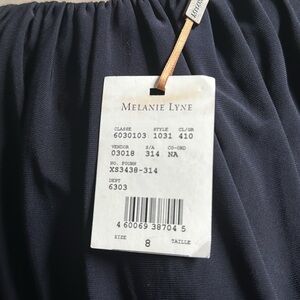 MELANIE LYNE
CLASSE STYLE CL/GR
6030103 1031 410
VENDOR S/A CO-ORD
03018 314 NA
NO. FOURN
XS3438-314
DEPT
6303
4 60069 38704 5
SIZE 8 TAILLE